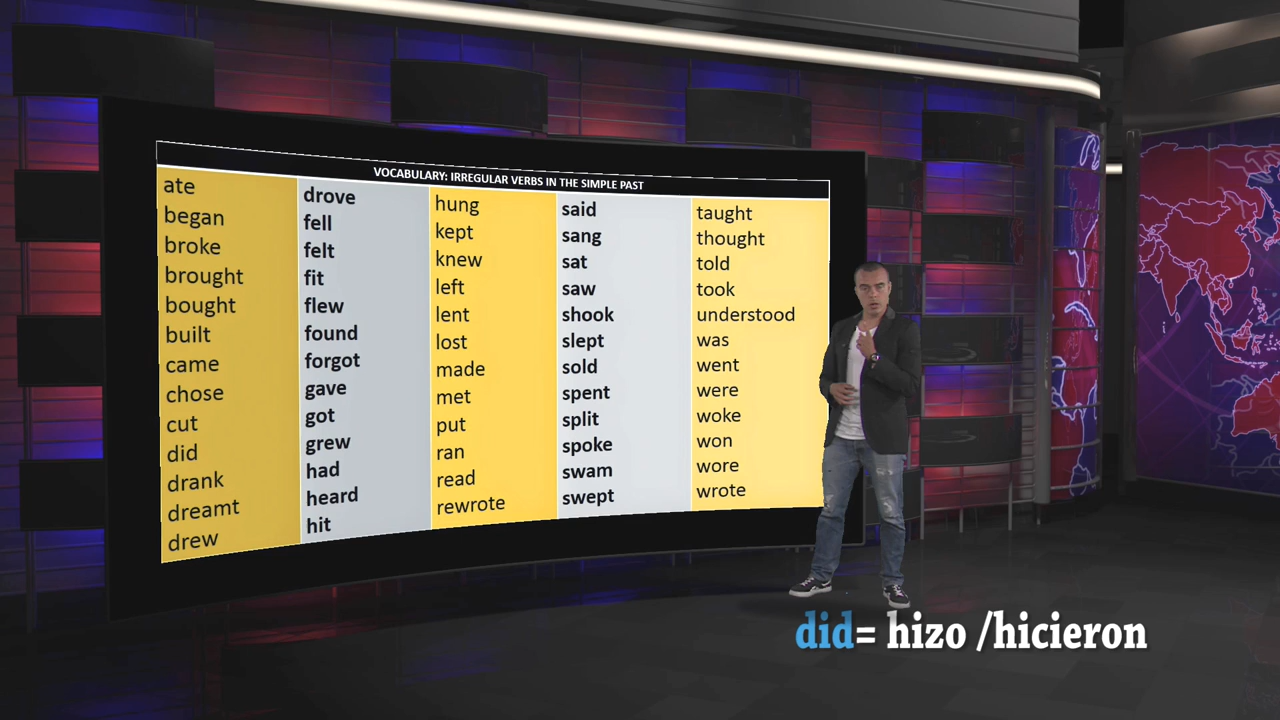 VOCABULARY: IRREGULAR VERBS IN THE SIMPLE PAST
ate
began
broke
brought
bought
built
came
chose
cut
did
drank
dreamt
drew
drove
fell
felt
fit
flew
found
forgot
gave
got
grew
had
heard
hit
hung
kept
knew
left
lent
lost
made
met
put
ran
read
rewrote
said
sang
sat
saw
shook
slept
sold
spent
split
spoke
swam
swept
taught
thought
told
took
understood
was
went
were
woke
won
wore
wrote
did= hizo /hicieron